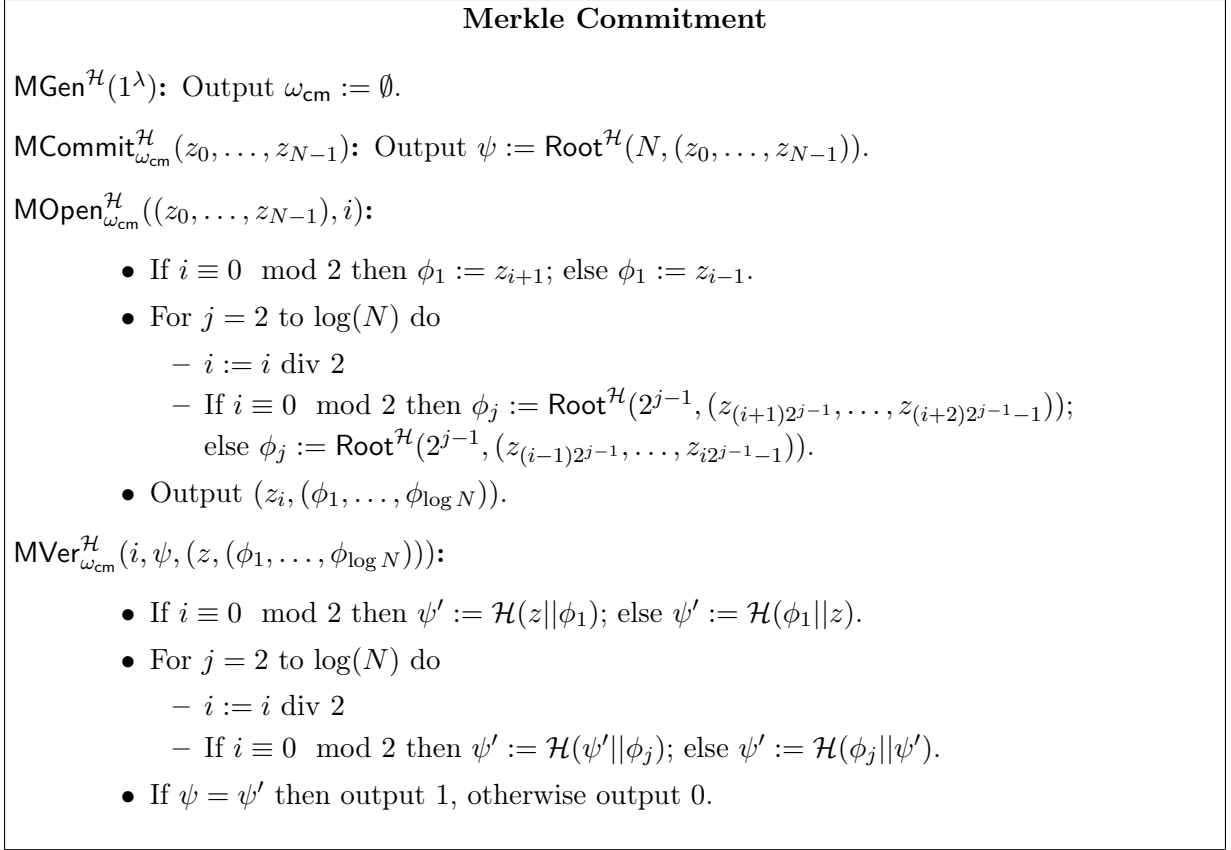 Merkle Commitment
MGen^ℋ(1^λ): Output ω_cm := ∅.
MCommit^ℋ_{ω_cm}(z_0, . . . , z_{N−1}): Output ψ := Root^ℋ(N, (z_0, . . . , z_{N−1})).
MOpen^ℋ_{ω_cm}((z_0, . . . , z_{N−1}), i):
• If i ≡ 0 mod 2 then ϕ_1 := z_{i+1}; else ϕ_1 := z_{i−1}.
• For j = 2 to log(N) do
– i := i div 2
– If i ≡ 0 mod 2 then ϕ_j := Root^ℋ(2^{j−1}, (z_{(i+1)2^{j−1}}, . . . , z_{(i+2)2^{j−1}−1}));
else ϕ_j := Root^ℋ(2^{j−1}, (z_{(i−1)2^{j−1}}, . . . , z_{i2^{j−1}−1})).
• Output (z_i, (ϕ_1, . . . , ϕ_{log N})).
MVer^ℋ_{ω_cm}(i, ψ, (z, (ϕ_1, . . . , ϕ_{log N}))):
• If i ≡ 0 mod 2 then ψ′ := ℋ(z||ϕ_1); else ψ′ := ℋ(ϕ_1||z).
• For j = 2 to log(N) do
– i := i div 2
– If i ≡ 0 mod 2 then ψ′ := ℋ(ψ′||ϕ_j); else ψ′ := ℋ(ϕ_j||ψ′).
• If ψ = ψ′ then output 1, otherwise output 0.